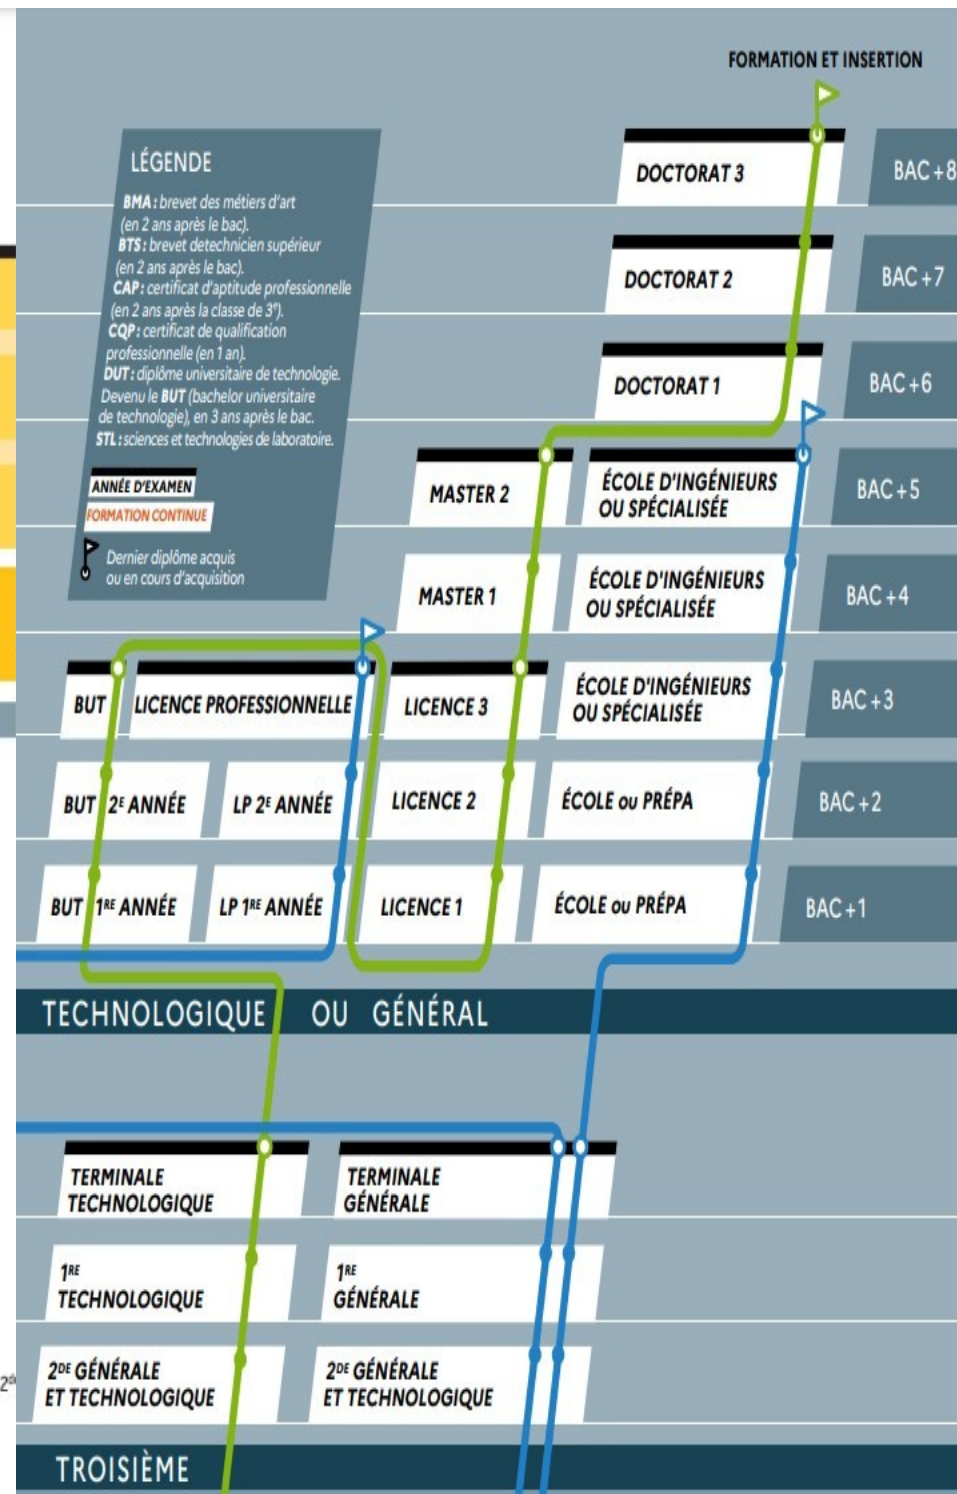 FORMATION ET INSERTION
LÉGENDE
BMA : brevet des métiers d'art
(en 2 ans après le bac).
BTS : brevet detechnicien supérieur
(en 2 ans après le bac).
CAP : certificat d'aptitude professionnelle
(en 2 ans après la classe de 3e).
CQP : certificat de qualification
professionnelle (en 1 an).
DUT : diplôme universitaire de technologie.
Devenu le BUT (bachelor universitaire
de technologie), en 3 ans après le bac.
STL : sciences et technologies de laboratoire.
ANNÉE D'EXAMEN
FORMATION CONTINUE
Dernier diplôme acquis
ou en cours d'acquisition
DOCTORAT 3
BAC + 8
DOCTORAT 2
BAC + 7
DOCTORAT 1
BAC + 6
MASTER 2
ÉCOLE D'INGÉNIEURS
OU SPÉCIALISÉE
BAC + 5
MASTER 1
ÉCOLE D'INGÉNIEURS
OU SPÉCIALISÉE
BAC + 4
BUT
LICENCE PROFESSIONNELLE
LICENCE 3
ÉCOLE D'INGÉNIEURS
OU SPÉCIALISÉE
BAC + 3
BUT 2E ANNÉE
LP 2E ANNÉE
LICENCE 2
ÉCOLE ou PRÉPA
BAC + 2
BUT 1RE ANNÉE
LP 1RE ANNÉE
LICENCE 1
ÉCOLE ou PRÉPA
BAC + 1
TECHNOLOGIQUE OU GÉNÉRAL
TERMINALE
TECHNOLOGIQUE
TERMINALE
GÉNÉRALE
1RE
TECHNOLOGIQUE
1RE
GÉNÉRALE
2DE GÉNÉRALE
ET TECHNOLOGIQUE
2DE GÉNÉRALE
ET TECHNOLOGIQUE
TROISIÈME